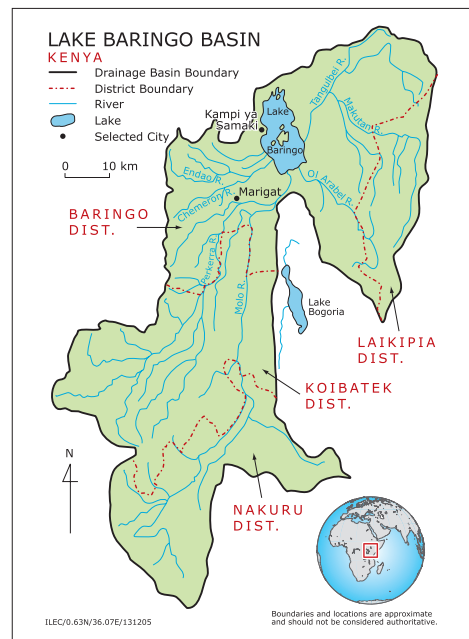 LAKE BARINGO BASIN
KENYA
Drainage Basin Boundary
District Boundary
River
Lake
Selected City
0 10 km
Kampi ya
Samaki
Lake
Baringo
Tangulbei R.
Makutan R.
Endao R.
Chemeron R.
Marigat
Ol Arabel R.
BARINGO
DIST.
Perkerra R.
Molo R.
Lake
Bogoria
LAIKIPIA
DIST.
KOIBATEK
DIST.
N
NAKURU
DIST.
ILEC/0.63N/36.07E/131205
Boundaries and locations are approximate
and should not be considered authoritative.